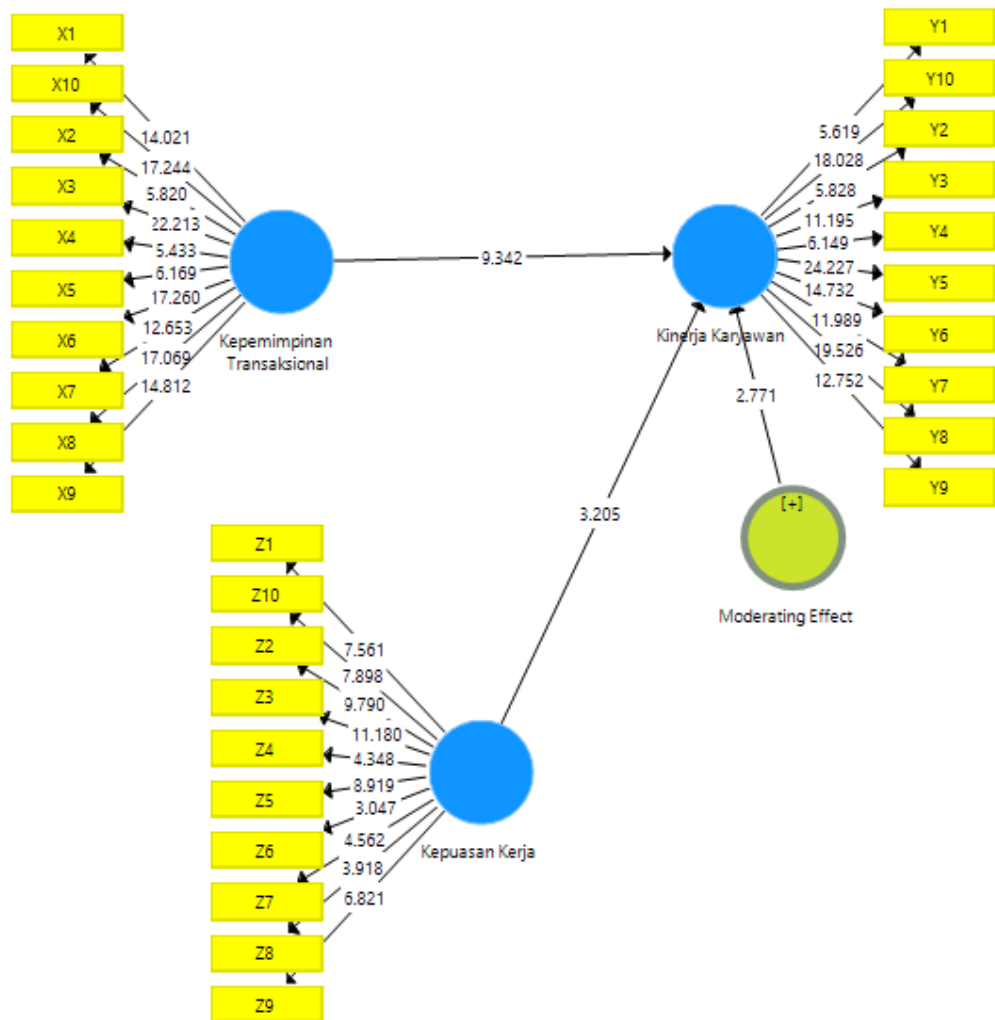 X1
X10
X2
X3
X4
X5
X6
X7
X8
X9
14.021
17.244
5.820
22.213
5.433
6.169
17.260
12.653
17.069
14.812
Kepemimpinan
Transaksional
9.342
Kinerja Karyawan
5.619
18.028
5.828
11.195
6.149
24.227
14.732
11.989
19.526
12.752
Y1
Y10
Y2
Y3
Y4
Y5
Y6
Y7
Y8
Y9
2.771
[+]
Moderating Effect
3.205
Z1
Z10
Z2
Z3
Z4
Z5
Z6
Z7
Z8
Z9
7.561
7.898
9.790
11.180
4.348
8.919
3.047
4.562
3.918
6.821
Kepuasan Kerja